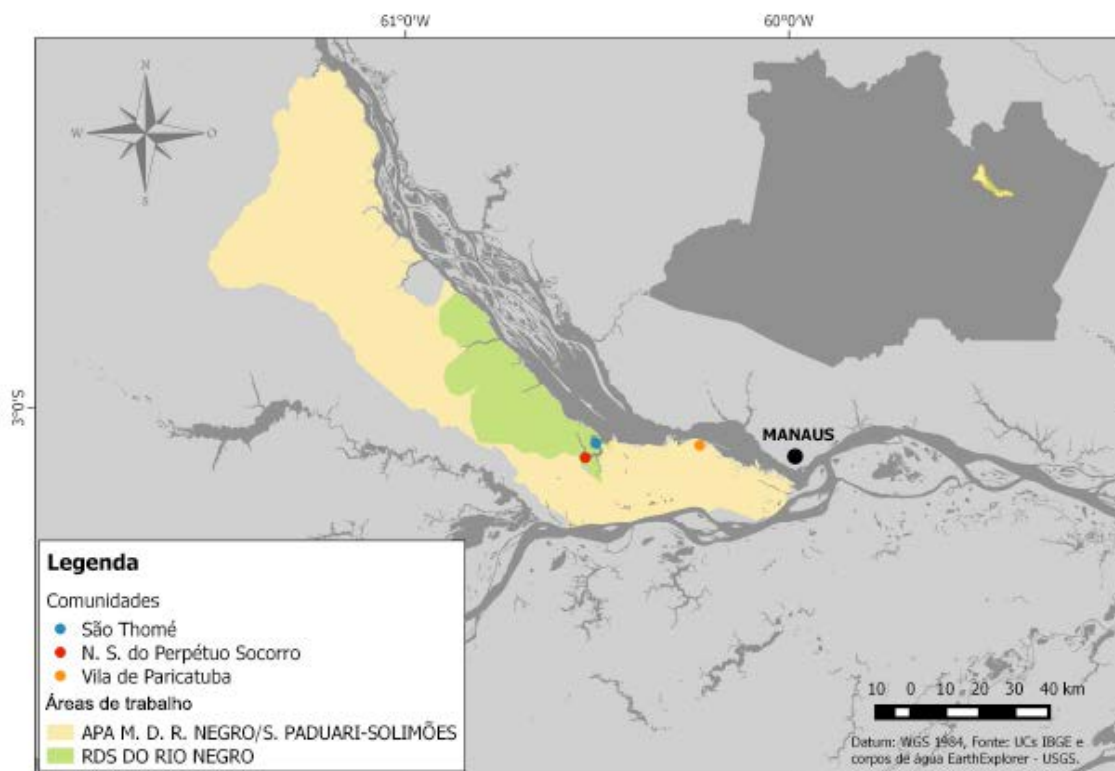 61°0'W
60°0'W
N
W
O
S
3°0'S
MANAUS
Legenda
Comunidades
São Thomé
N. S. do Perpétuo Socorro
Vila de Paricatuba
Áreas de trabalho
APA M. D. R. NEGRO/S. PADUARI-SOLIMÕES
RDS DO RIO NEGRO
10 0 10 20 30 40 km
Datum: WGS 1984, Fonte: UCs IBGE e
corpos de água EarthExplorer - USGS.